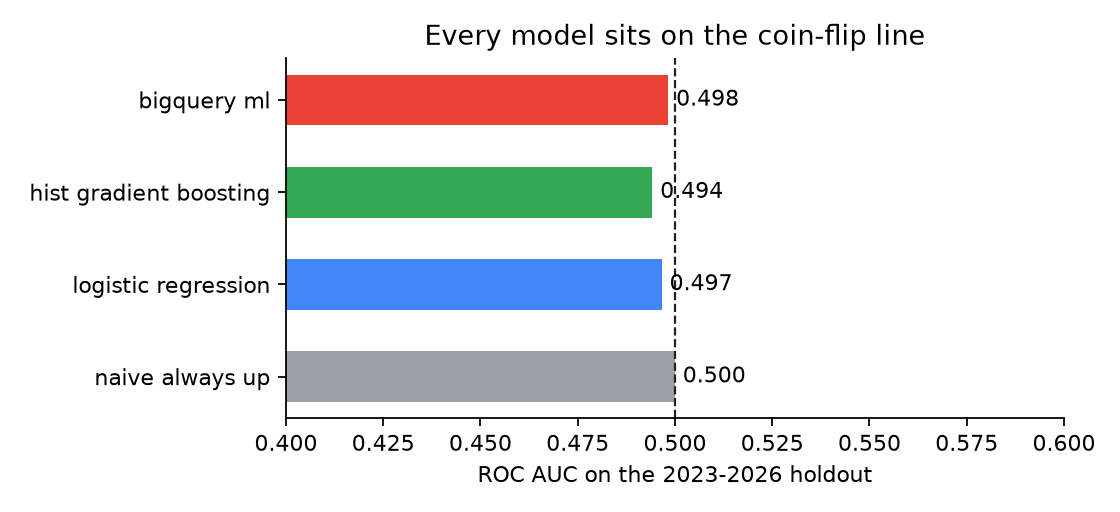 Every model sits on the coin-flip line
bigquery ml
0.498
hist gradient boosting
0.494
logistic regression
0.497
naive always up
0.500
0.400 0.425 0.450 0.475 0.500 0.525 0.550 0.575 0.600
ROC AUC on the 2023-2026 holdout